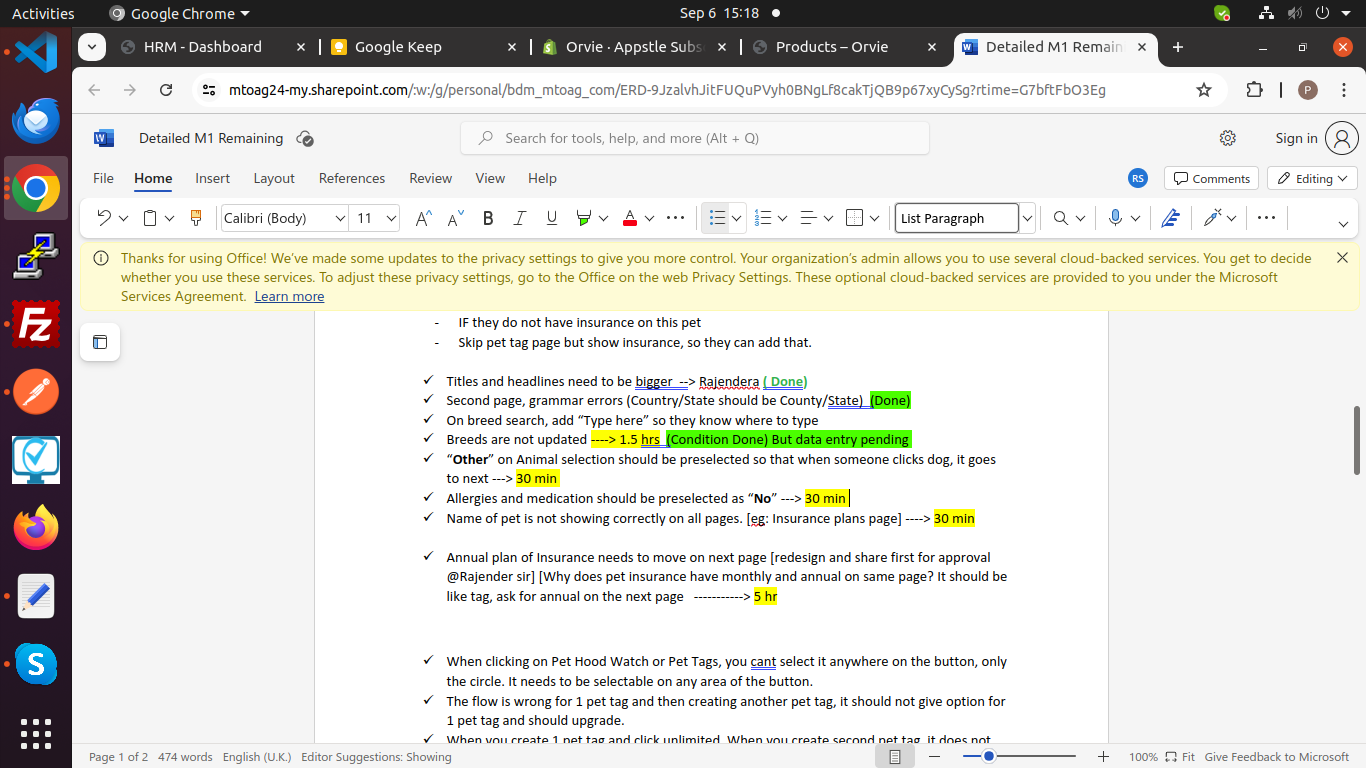 Activities
Google Chrome
Sep 6 15:18
HRM - Dashboard
Google Keep
Orvie · Appstle Subs
Products – Orvie
Detailed M1 Remain
mtoag24-my.sharepoint.com/:w:/g/personal/bdm_mtoag_com/ERD-9JzalvhJitFUQuPVyh0BNgLf8cakTjQB9p67xyCySg?rtime=G7bftFbO3Eg
P
Detailed M1 Remaining
Search for tools, help, and more (Alt + Q)
Sign in
File Home Insert Layout References Review View Help
RS
Comments
Editing
Calibri (Body)
11
List Paragraph
Thanks for using Office! We've made some updates to the privacy settings to give you more control. Your organization's admin allows you to use several cloud-backed services. You get to decide
whether you use these services. To adjust these privacy settings, go to the Office on the web Privacy Settings. These optional cloud-backed services are provided to you under the Microsoft
Services Agreement. Learn more
- IF they do not have insurance on this pet
- Skip pet tag page but show insurance, so they can add that.
✓ Titles and headlines need to be bigger --> Rajendera ( Done)
✓ Second page, grammar errors (Country/State should be County/State) (Done)
✓ On breed search, add “Type here” so they know where to type
✓ Breeds are not updated ----> 1.5 hrs (Condition Done) But data entry pending
✓ “Other” on Animal selection should be preselected so that when someone clicks dog, it goes
to next ---> 30 min
✓ Allergies and medication should be preselected as “No” ---> 30 min
✓ Name of pet is not showing correctly on all pages. [eg: Insurance plans page] ----> 30 min
✓ Annual plan of Insurance needs to move on next page [redesign and share first for approval
@Rajender sir] [Why does pet insurance have monthly and annual on same page? It should be
like tag, ask for annual on the next page -----------> 5 hr
✓ When clicking on Pet Hood Watch or Pet Tags, you cant select it anywhere on the button, only
the circle. It needs to be selectable on any area of the button.
✓ The flow is wrong for 1 pet tag and then creating another pet tag, it should not give option for
1 pet tag and should upgrade.
✓ When you create 1 pet tag and click unlimited. When you create second pet tag, it does not
Page 1 of 2 474 words English (U.K.) Editor Suggestions: Showing
100% Fit Give Feedback to Microsoft